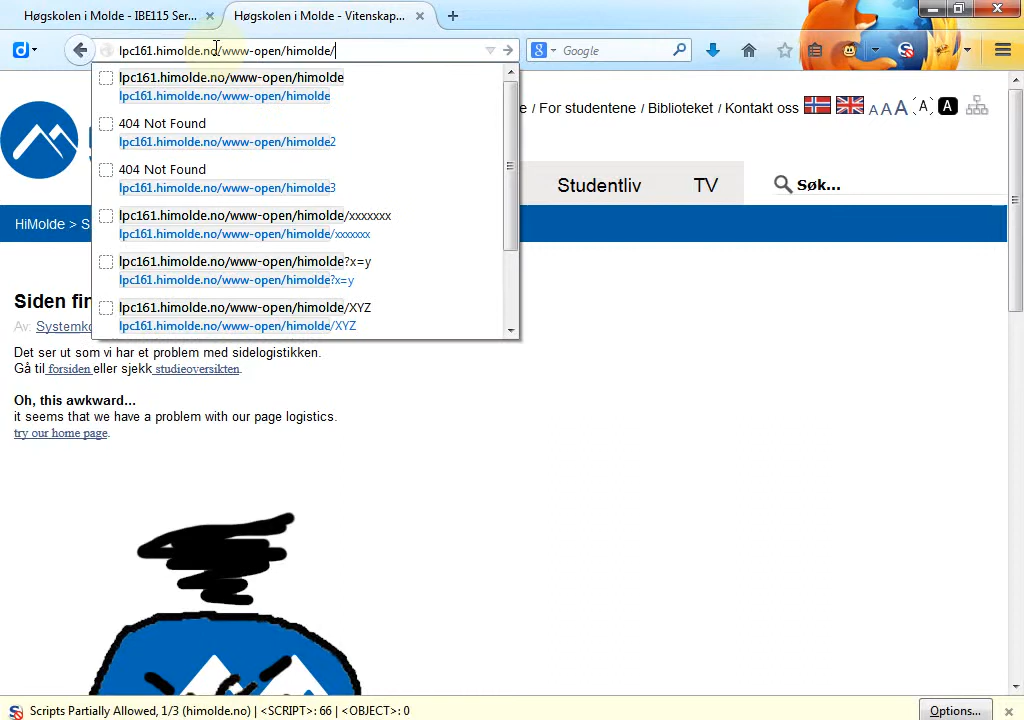 Høgskolen i Molde - IBE115 Ser...
Høgskolen i Molde - Vitenskap...
lpc161.himolde.no/www-open/himolde/
Google
lpc161.himolde.no/www-open/himolde
lpc161.himolde.no/www-open/himolde
404 Not Found
lpc161.himolde.no/www-open/himolde2
404 Not Found
lpc161.himolde.no/www-open/himolde3
lpc161.himolde.no/www-open/himolde/xxxxxxx
lpc161.himolde.no/www-open/himolde/xxxxxxx
lpc161.himolde.no/www-open/himolde?x=y
lpc161.himolde.no/www-open/himolde?x=y
lpc161.himolde.no/www-open/himolde/XYZ
lpc161.himolde.no/www-open/himolde/XYZ
e / For studentene / Biblioteket / Kontakt oss A A A A A
Studentliv TV Søk...
HiMolde > S
Siden fin
Av: Systemko
Det ser ut som vi har et problem med sidelogistikken.
Gå til forsiden eller sjekk studieoversikten.
Oh, this awkward...
it seems that we have a problem with our page logistics.
try our home page.
Scripts Partially Allowed, 1/3 (himolde.no) | <SCRIPT>: 66 | <OBJECT>: 0
Options...